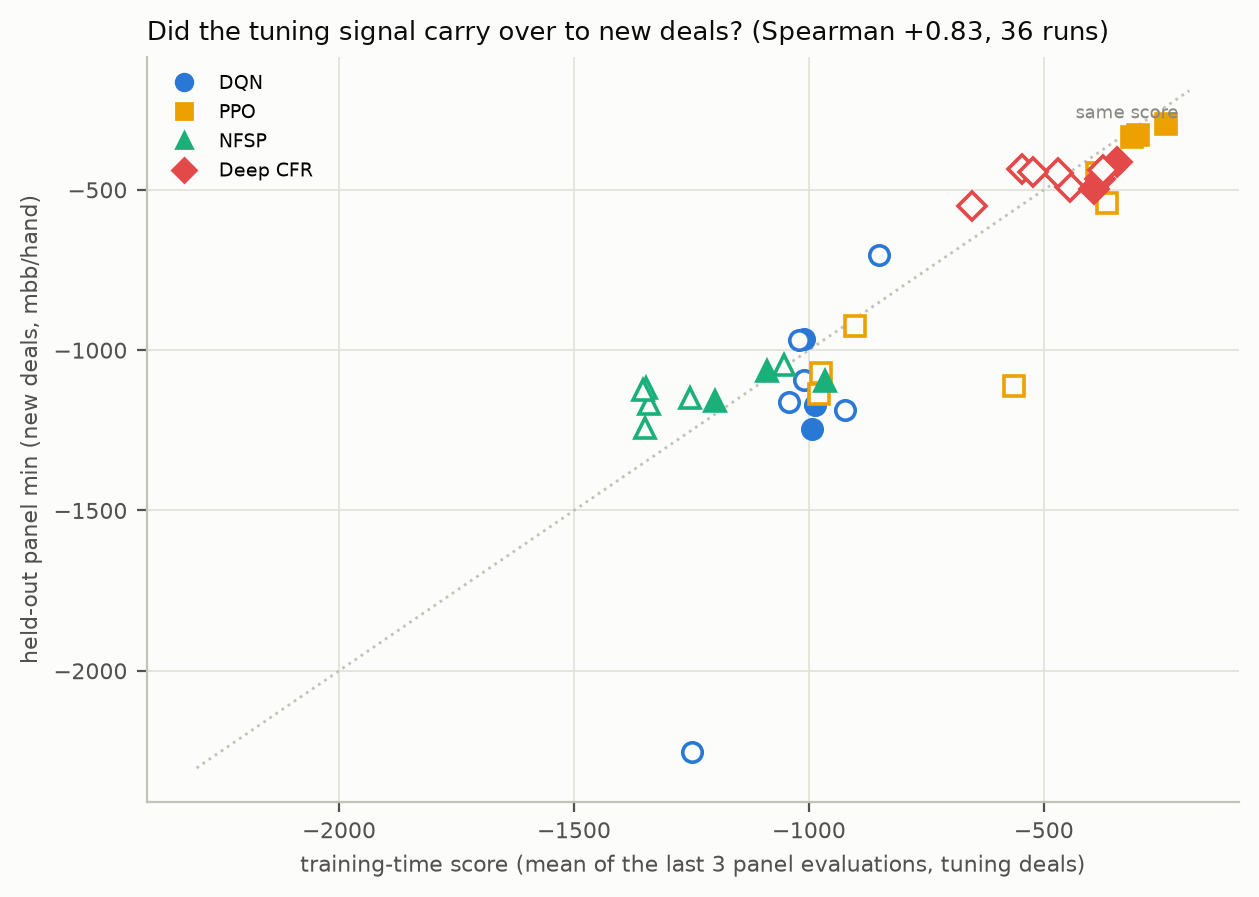 Did the tuning signal carry over to new deals? (Spearman +0.83, 36 runs)
DQN
PPO
NFSP
Deep CFR
same score
−500
−1000
−1500
−2000
held-out panel min (new deals, mbb/hand)
−2000
−1500
−1000
−500
training-time score (mean of the last 3 panel evaluations, tuning deals)